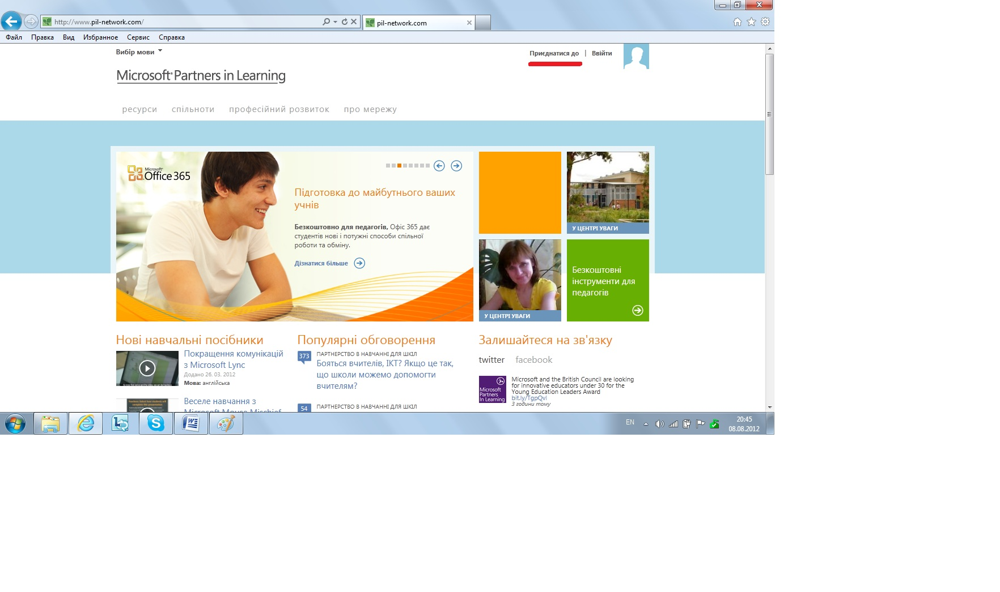 http://www.pil-network.com/
pil-network.com
Файл Правка Вид Избранное Сервис Справка
Вибір мови
Приєднатися до | Ввійти
Microsoft® Partners in Learning
ресурси спільноти професійний розвиток про мережу
Microsoft®
Office 365
Підготовка до майбутнього ваших
учнів
Безкоштовно для педагогів, Офіс 365 дає
студентів нові і потужні способи спільної
роботи та обміну.
Дізнатися більше
У ЦЕНТРІ УВАГИ
У ЦЕНТРІ УВАГИ
Безкоштовні
інструменти для
педагогів
Нові навчальні посібники
Покращення комунікацій
з Microsoft Lync
Додано 26. 03. 2012
Мова: англійська
Веселе навчання з
Microsoft Mouse Mischief
Популярні обговорення
373
ПАРТНЕРСТВО В НАВЧАННІ ДЛЯ ШКІЛ
Бояться вчителів, ІКТ? Якщо це так,
що школи можемо допомогти
вчителям?
54
ПАРТНЕРСТВО В НАВЧАННІ ДЛЯ ШКІЛ
Залишайтеся на зв'язку
twitter facebook
Microsoft
Partners
In Learning
Microsoft and the British Council are looking
for innovative educators under 30 for the
Young Education Leaders Award
bit.ly/TgpQvl
3 години тому
EN
20:45
08.08.2012